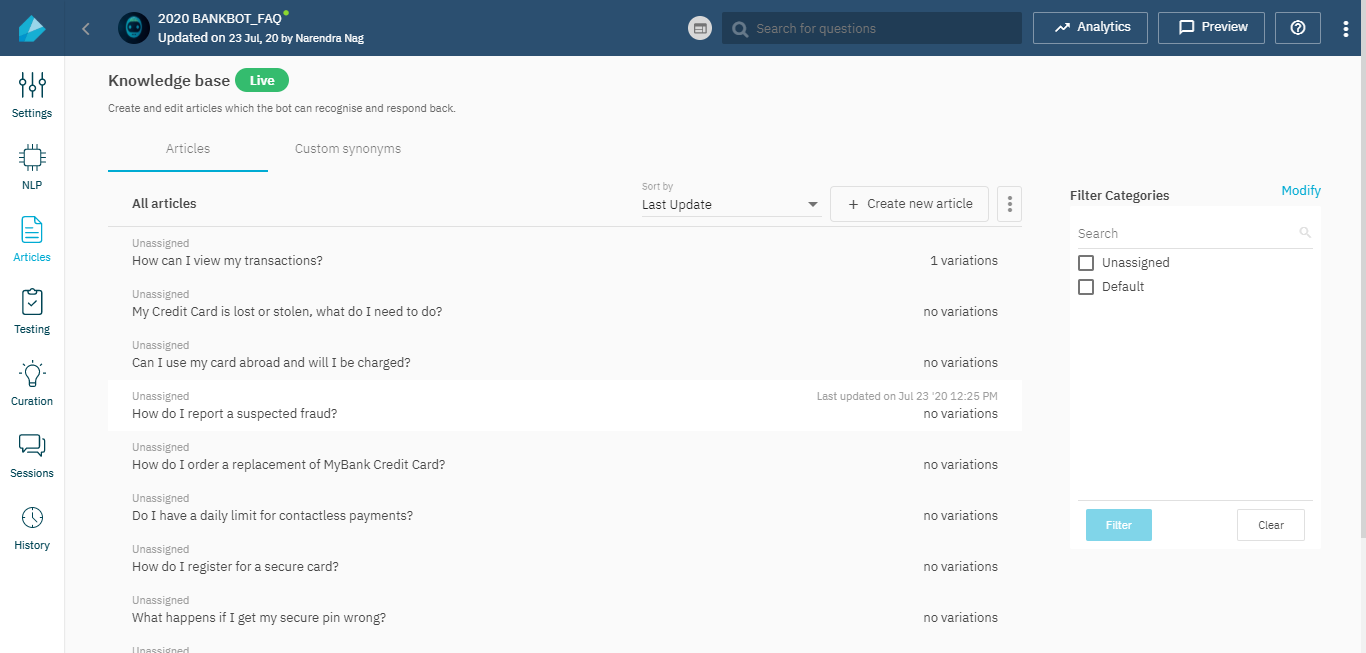 2020 BANKBOT_FAQ
Updated on 23 Jul, 20 by Narendra Nag
Search for questions
Analytics
Preview
Settings
NLP
Articles
Testing
Curation
Sessions
History
Knowledge base Live
Create and edit articles which the bot can recognise and respond back.
Articles Custom synonyms
All articles
Sort by
Last Update
+ Create new article
Unassigned
How can I view my transactions? 1 variations
Unassigned
My Credit Card is lost or stolen, what do I need to do? no variations
Unassigned
Can I use my card abroad and will I be charged? no variations
Unassigned Last updated on Jul 23 '20 12:25 PM
How do I report a suspected fraud? no variations
Unassigned
How do I order a replacement of MyBank Credit Card? no variations
Unassigned
Do I have a daily limit for contactless payments? no variations
Unassigned
How do I register for a secure card? no variations
Unassigned
What happens if I get my secure pin wrong? no variations
Unassigned
Filter Categories Modify
Search
Unassigned
Default
Filter Clear